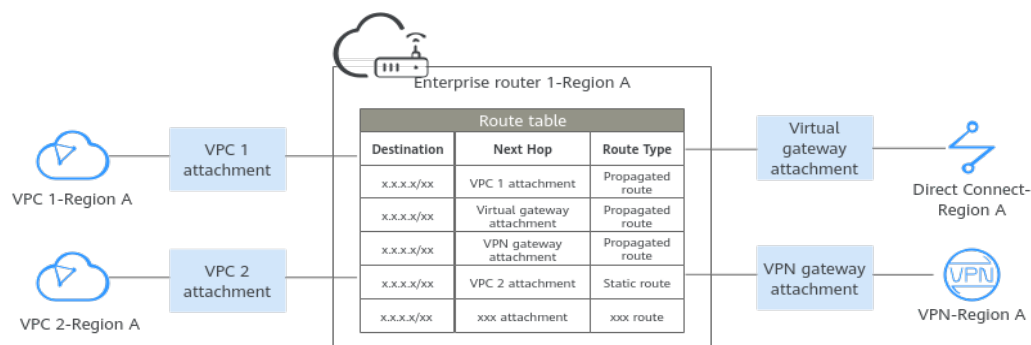 Enterprise router 1-Region A
Route table
Destination Next Hop Route Type
x.x.x.x/xx VPC 1 attachment Propagated
route
x.x.x.x/xx Virtual gateway
attachment Propagated
route
x.x.x.x/xx VPN gateway
attachment Propagated
route
x.x.x.x/xx VPC 2 attachment Static route
x.x.x.x/xx xxx attachment xxx route
VPC 1
attachment
VPC 1-Region A
VPC 2
attachment
VPC 2-Region A
Virtual
gateway
attachment
Direct Connect-
Region A
VPN gateway
attachment
VPN
VPN-Region A